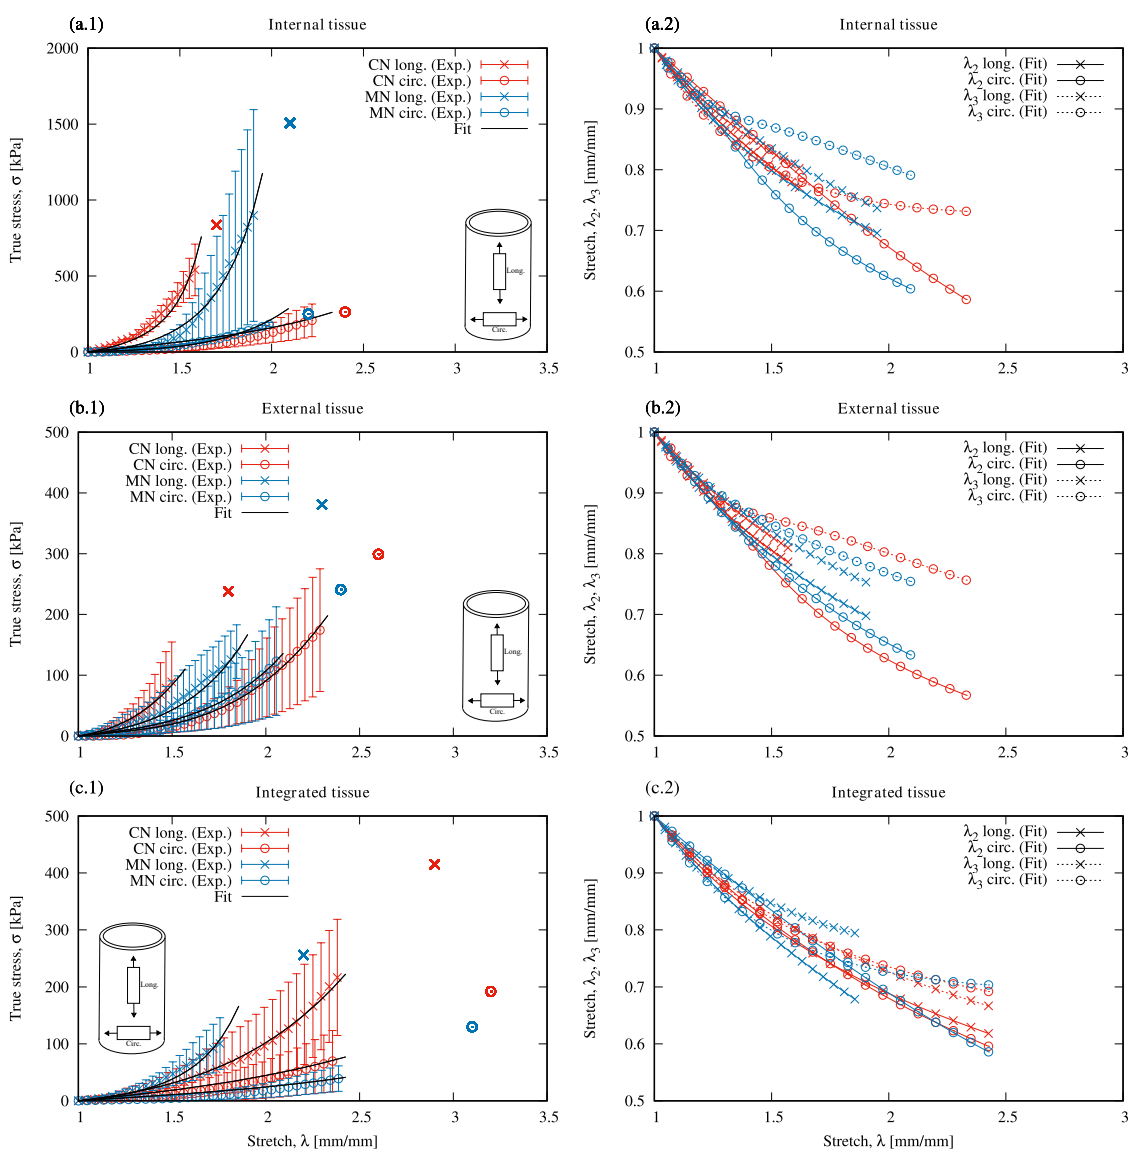 (a.1)
Internal tissue
True stress, σ [kPa]
2000
1500
1000
500
0
1
1.5
2
2.5
3
3.5
CN long. (Exp.)
CN circ. (Exp.)
MN long. (Exp.)
MN circ. (Exp.)
Fit
Long.
Circ.
(a.2)
Internal tissue
Stretch, λ2, λ3 [mm/mm]
1
0.9
0.8
0.7
0.6
0.5
1
1.5
2
2.5
3
λ2 long. (Fit)
λ2 circ. (Fit)
λ3 long. (Fit)
λ3 circ. (Fit)
(b.1)
External tissue
True stress, σ [kPa]
500
400
300
200
100
0
1
1.5
2
2.5
3
3.5
CN long. (Exp.)
CN circ. (Exp.)
MN long. (Exp.)
MN circ. (Exp.)
Fit
Long.
Circ.
(b.2)
External tissue
Stretch, λ2, λ3 [mm/mm]
1
0.9
0.8
0.7
0.6
0.5
1
1.5
2
2.5
3
λ2 long. (Fit)
λ2 circ. (Fit)
λ3 long. (Fit)
λ3 circ. (Fit)
(c.1)
Integrated tissue
True stress, σ [kPa]
500
400
300
200
100
0
1
1.5
2
2.5
3
3.5
Stretch, λ [mm/mm]
CN long. (Exp.)
CN circ. (Exp.)
MN long. (Exp.)
MN circ. (Exp.)
Fit
Long.
Circ.
(c.2)
Integrated tissue
Stretch, λ2, λ3 [mm/mm]
1
0.9
0.8
0.7
0.6
0.5
1
1.5
2
2.5
3
Stretch, λ [mm/mm]
λ2 long. (Fit)
λ2 circ. (Fit)
λ3 long. (Fit)
λ3 circ. (Fit)